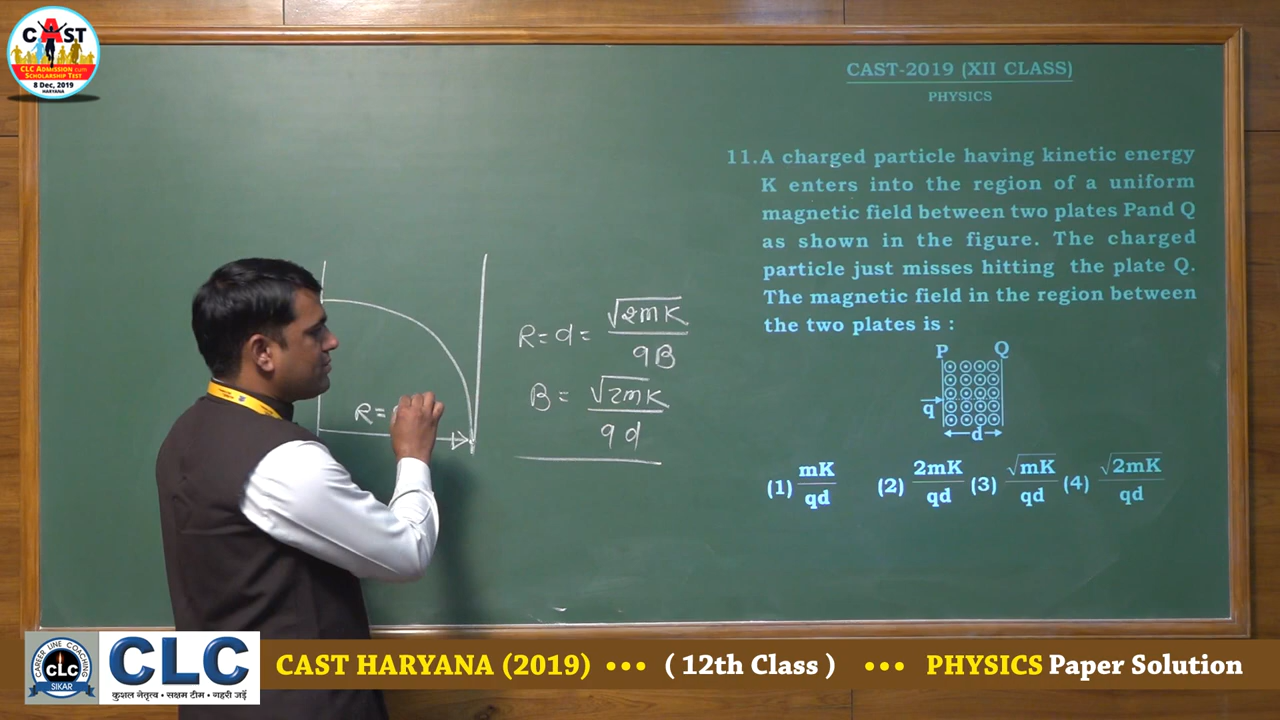 CAST
CLC ADMISSION cum
SCHOLARSHIP TEST
8 Dec, 2019
HARYANA
CAST-2019 (XII CLASS)
PHYSICS
11. A charged particle having kinetic energy
K enters into the region of a uniform
magnetic field between two plates Pand Q
as shown in the figure. The charged
particle just misses hitting the plate Q.
The magnetic field in the region between
the two plates is :
P Q
q
d
(1) mK/qd (2) 2mK/qd (3) √mK/qd (4) √2mK/qd
R=d= √2mK/qB
B= √2mK/qd
R=
CAREER LINE COACHING
CLC
SIKAR
CLC
कुशल नेतृत्व • सक्षम टीम • गहरी जड़ें
CAST HARYANA (2019) ••• ( 12th Class ) ••• PHYSICS Paper Solution